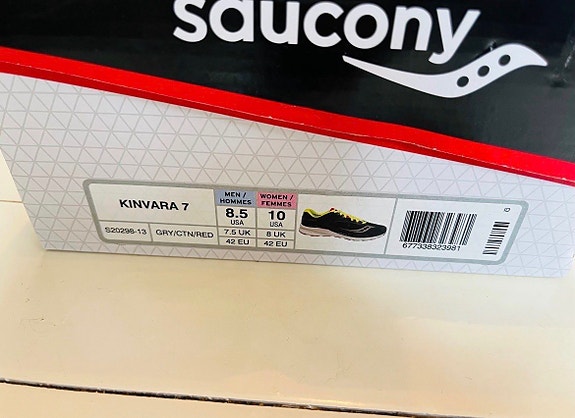 saucony
KINVARA 7
S20298-13 GRY/CTN/RED
MEN / HOMMES
8.5 USA
7.5 UK
42 EU
WOMEN / FEMMES
10 USA
8 UK
42 EU
677338323981